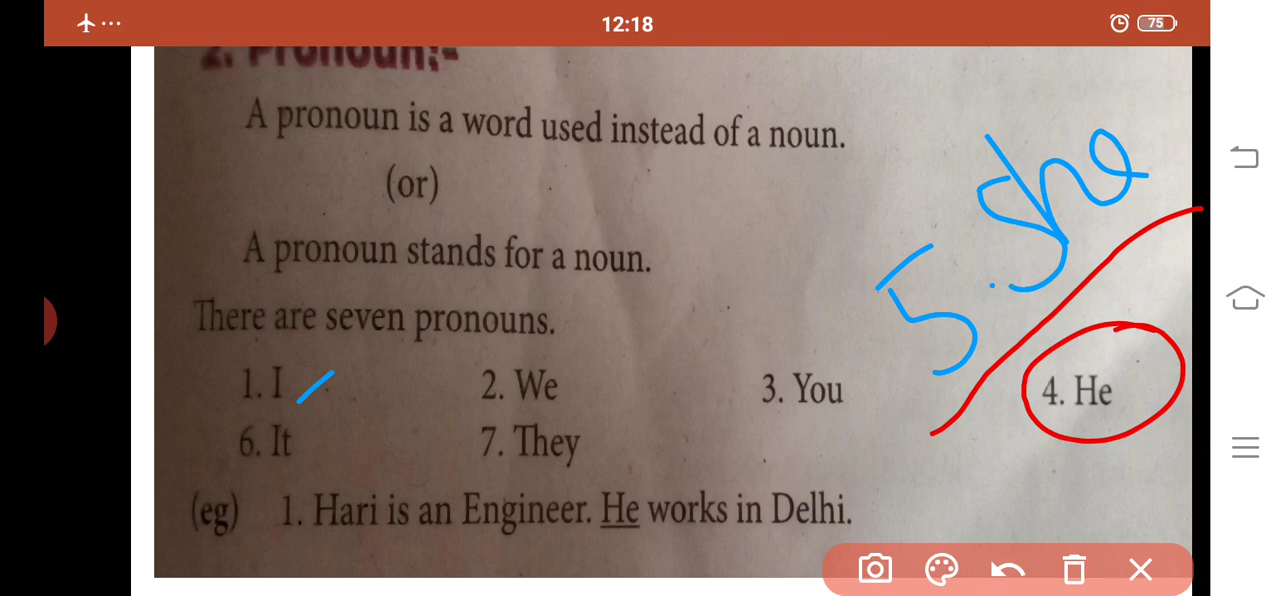 12:18
75
2. Pronoun:-
A pronoun is a word used instead of a noun.
(or)
A pronoun stands for a noun.
5. she
There are seven pronouns.
1. I 2. We 3. You 4. He
6. It 7. They
(eg) 1. Hari is an Engineer. He works in Delhi.